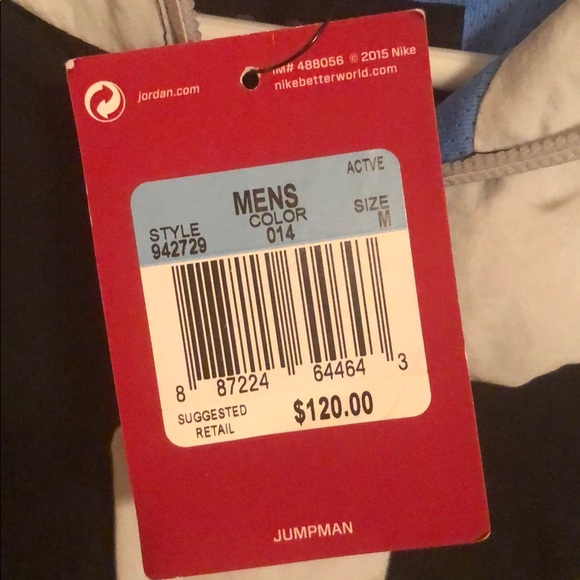 jordan.com
IM# 488056 © 2015 Nike
nikebetterworld.com
ACTVE
MENS
STYLE COLOR SIZE
942729 014 M
8 87224 64464 3
SUGGESTED
RETAIL
$120.00
JUMPMAN